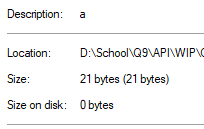 Description: a
Location: D:\School\Q9\API\WIP\
Size: 21 bytes (21 bytes)
Size on disk: 0 bytes